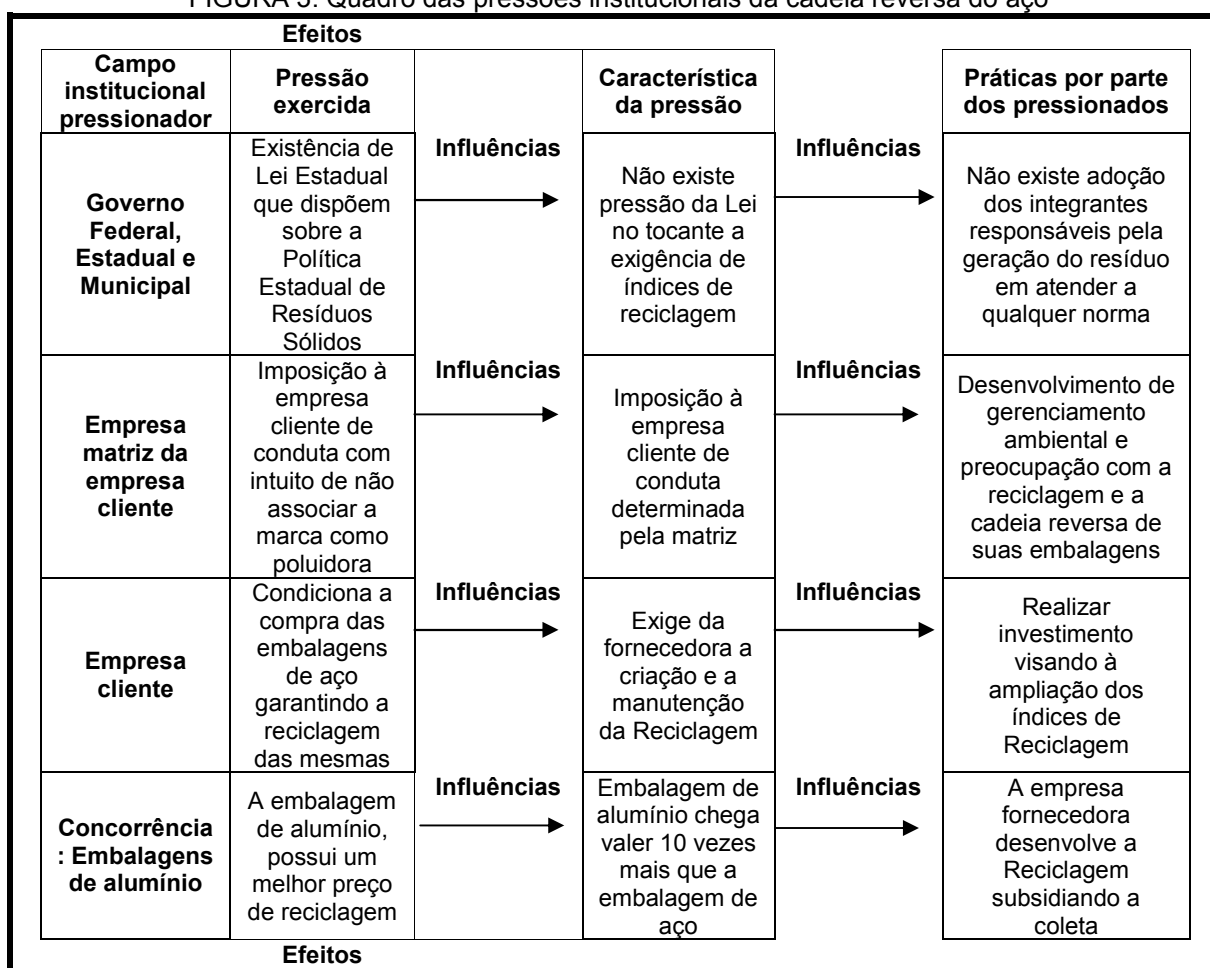 FIGURA 3: Quadro das pressões institucionais da cadeia reversa do aço
Efeitos
Campo
institucional
pressionador
Pressão
exercida
Característica
da pressão
Práticas por parte
dos pressionados
Governo
Federal,
Estadual e
Municipal
Existência de
Lei Estadual
que dispõem
sobre a
Política
Estadual de
Resíduos
Sólidos
Influências
Não existe
pressão da Lei
no tocante a
exigência de
índices de
reciclagem
Influências
Não existe adoção
dos integrantes
responsáveis pela
geração do resíduo
em atender a
qualquer norma
Empresa
matriz da
empresa
cliente
Imposição à
empresa
cliente de
conduta com
intuito de não
associar a
marca como
poluidora
Influências
Imposição à
empresa
cliente de
conduta
determinada
pela matriz
Influências
Desenvolvimento de
gerenciamento
ambiental e
preocupação com a
reciclagem e a
cadeia reversa de
suas embalagens
Empresa
cliente
Condiciona a
compra das
embalagens
de aço
garantindo a
reciclagem
das mesmas
Influências
Exige da
fornecedora a
criação e a
manutenção
da Reciclagem
Influências
Realizar
investimento
visando à
ampliação dos
índices de
Reciclagem
Concorrência
: Embalagens
de alumínio
A embalagem
de alumínio,
possui um
melhor preço
de reciclagem
Influências
Embalagem de
alumínio chega
valer 10 vezes
mais que a
embalagem de
aço
Influências
A empresa
fornecedora
desenvolve a
Reciclagem
subsidiando a
coleta
Efeitos